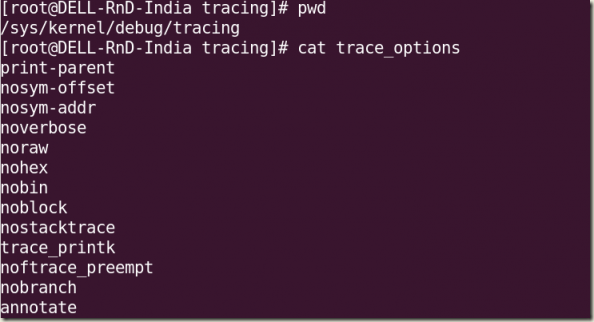 [root@DELL-RnD-India tracing]# pwd
/sys/kernel/debug/tracing
[root@DELL-RnD-India tracing]# cat trace_options
print-parent
nosym-offset
nosym-addr
noverbose
noraw
nohex
nobin
noblock
nostacktrace
trace_printk
noftrace_preempt
nobranch
annotate